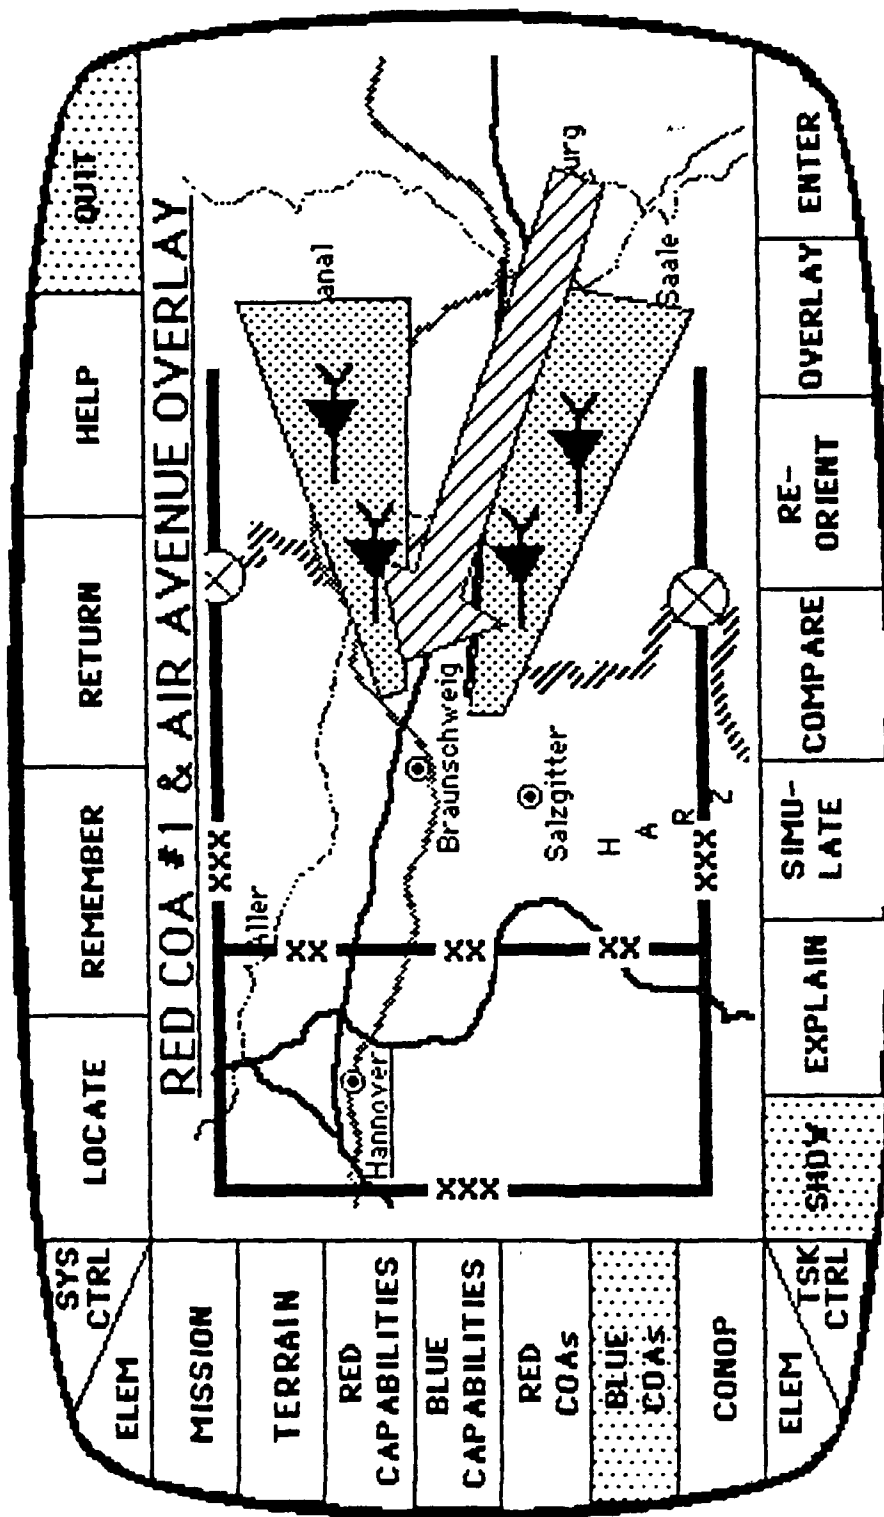 SYS
CTRL
ELEM
LOCATE
REMEMBER
RETURN
HELP
QUIT
RED COA #1 & AIR AVENUE OVERLAY
MISSION
TERRAIN
RED
CAPABILITIES
BLUE
CAPABILITIES
RED
COAs
BLUE
COAs
CONOP
XXX
Aller
anal
XX
XX
XX
XXX
Hannover
Braunschweig
Salzgitter
H
A
R
Z
urg
Saale
XXX
ELEM
TSK
CTRL
SHOW
EXPLAIN
SIMU-
LATE
COMPARE
RE-
ORIENT
OVERLAY
ENTER